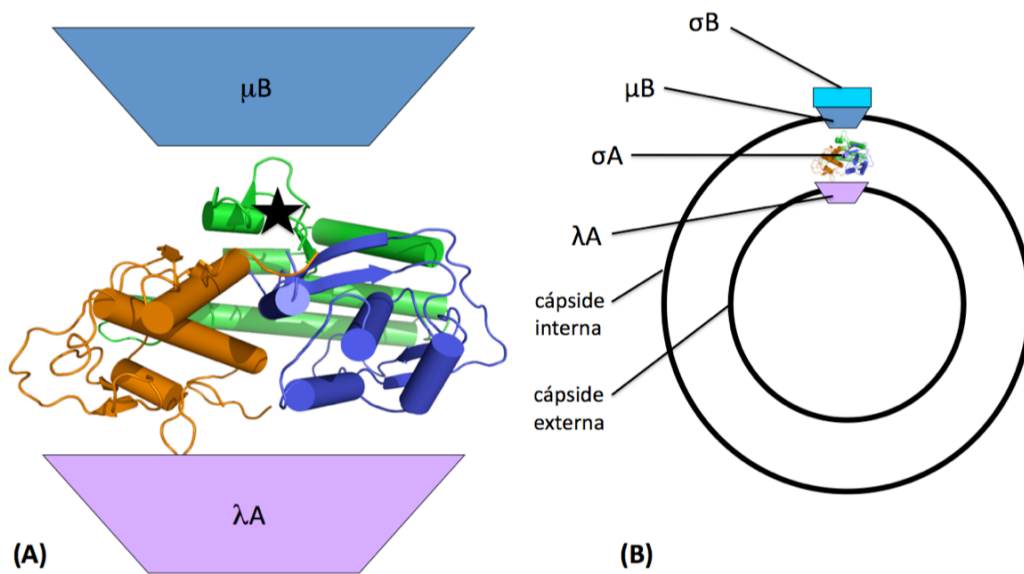 μB
λA
(A)
σB
μB
σA
λA
cápside
interna
cápside
externa
(B)